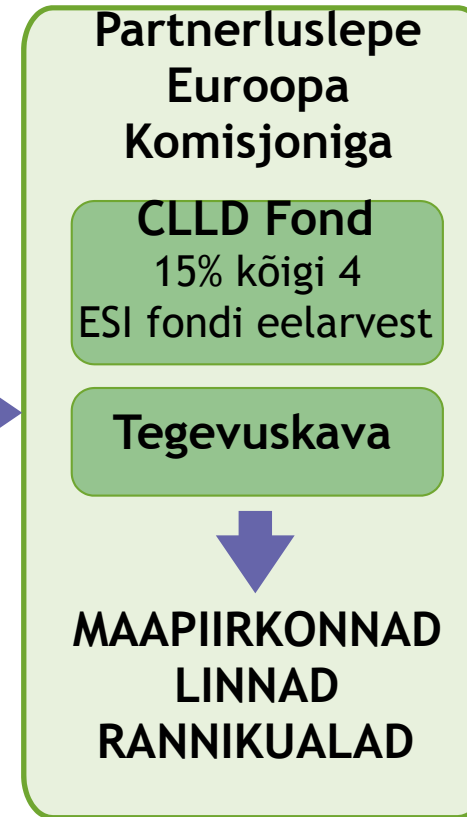 Partnerluslepe
Euroopa
Komisjoniga
CLLD Fond
15% kõigi 4
ESI fondi eelarvest
Tegevuskava
MAAPIIRKONNAD
LINNAD
RANNIKUALAD